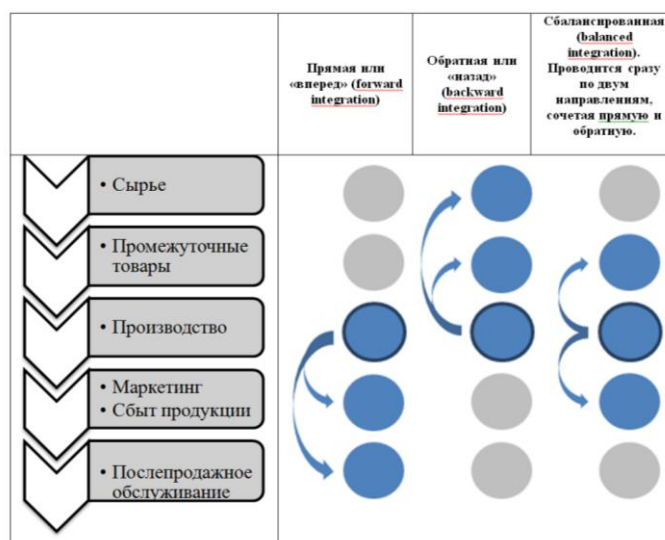 Прямая или
«вперед» (forward
integration)
Обратная или
«назад»
(backward
integration)
Сбалансированная
(balanced
integration).
Проводится сразу
по двум
направлениям,
сочетая прямую и
обратную.
• Сырье
• Промежуточные
товары
• Производство
• Маркетинг
• Сбыт продукции
• Послепродажное
обслуживание